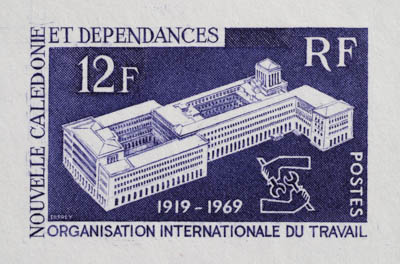 NOUVELLE CALEDONIE
ET DEPENDANCES
RF
12F
POSTES
1919-1969
ORGANISATION INTERNATIONALE DU TRAVAIL